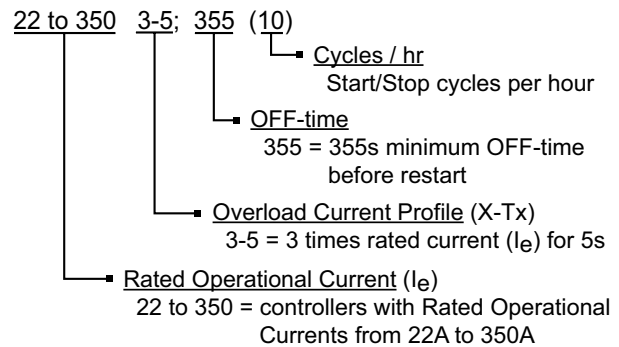 22 to 350 3-5; 355 (10)
Cycles / hr
Start/Stop cycles per hour
OFF-time
355 = 355s minimum OFF-time
before restart
Overload Current Profile (X-Tx)
3-5 = 3 times rated current (Ie) for 5s
Rated Operational Current (Ie)
22 to 350 = controllers with Rated Operational
Currents from 22A to 350A